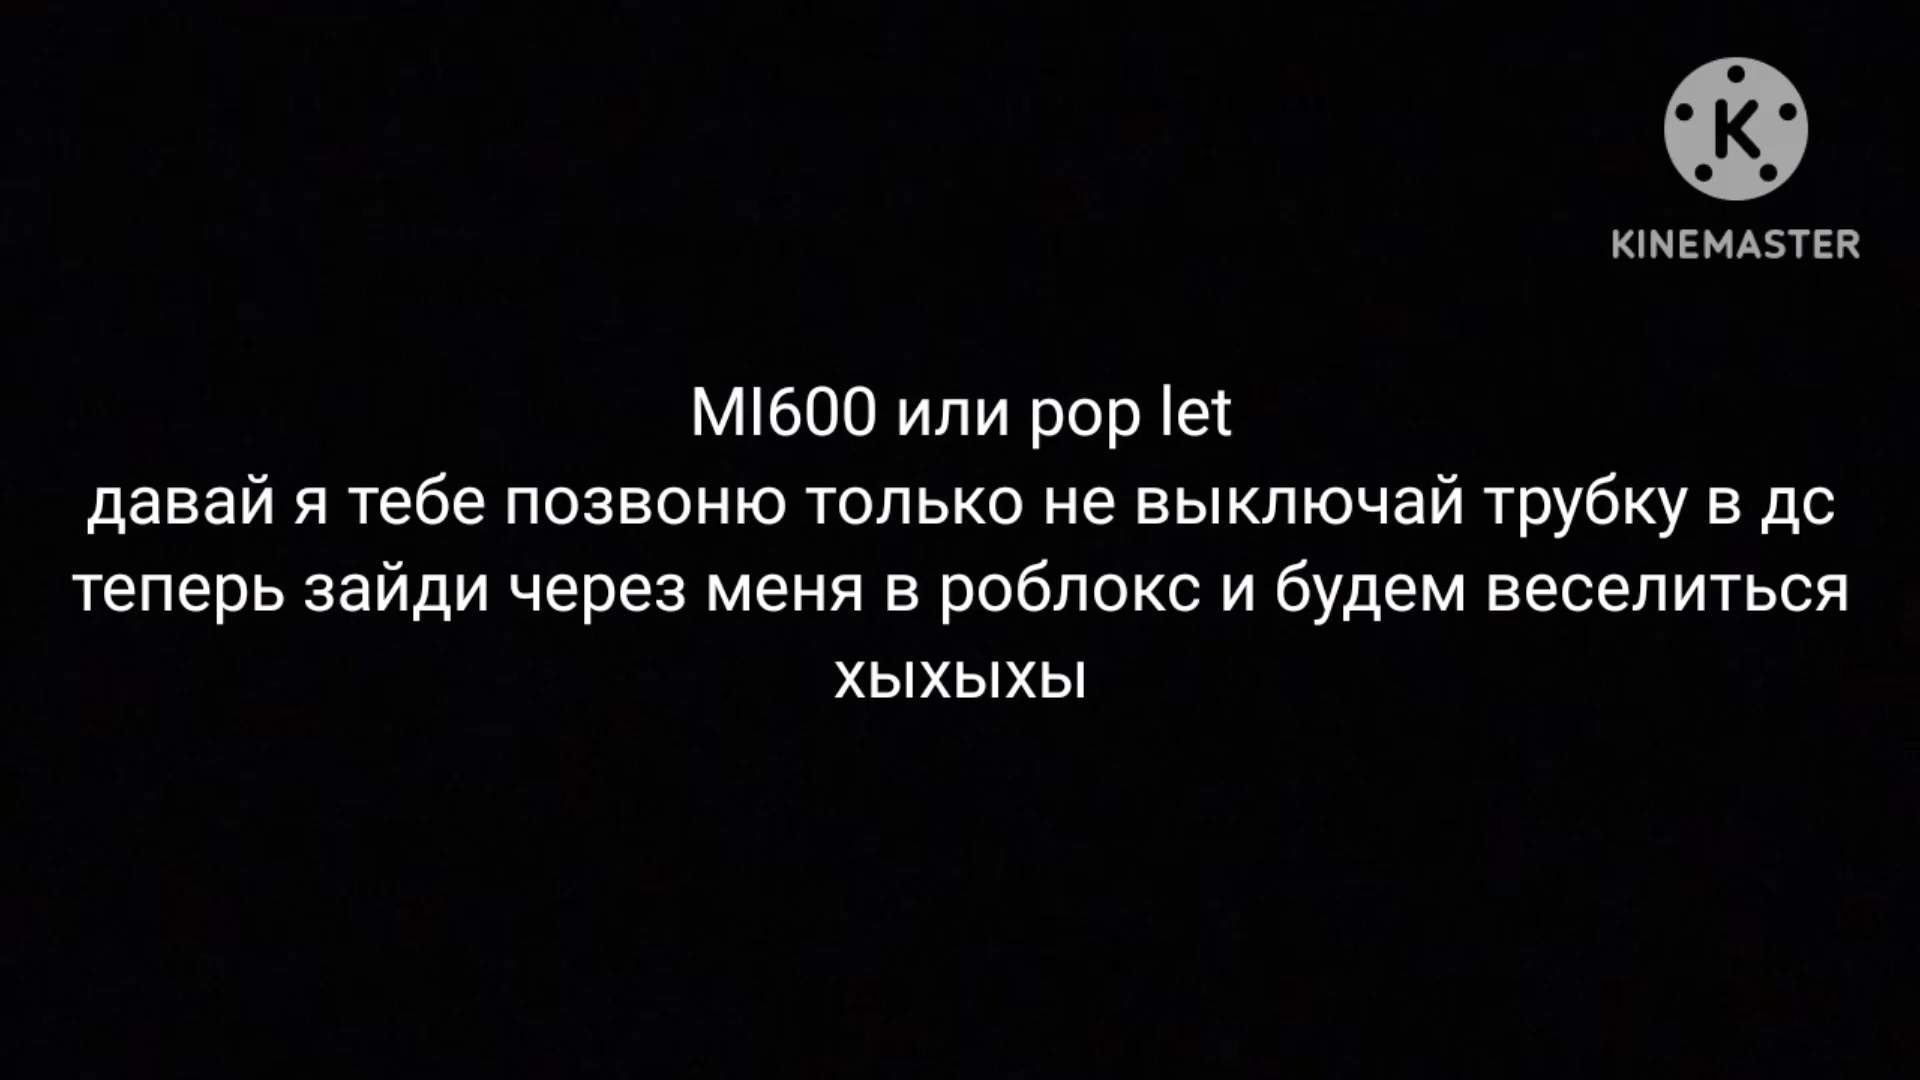 KINEMASTER
MI600 или pop let
давай я тебе позвоню только не выключай трубку в дс
теперь зайди через меня в роблокс и будем веселиться
хыхыхы